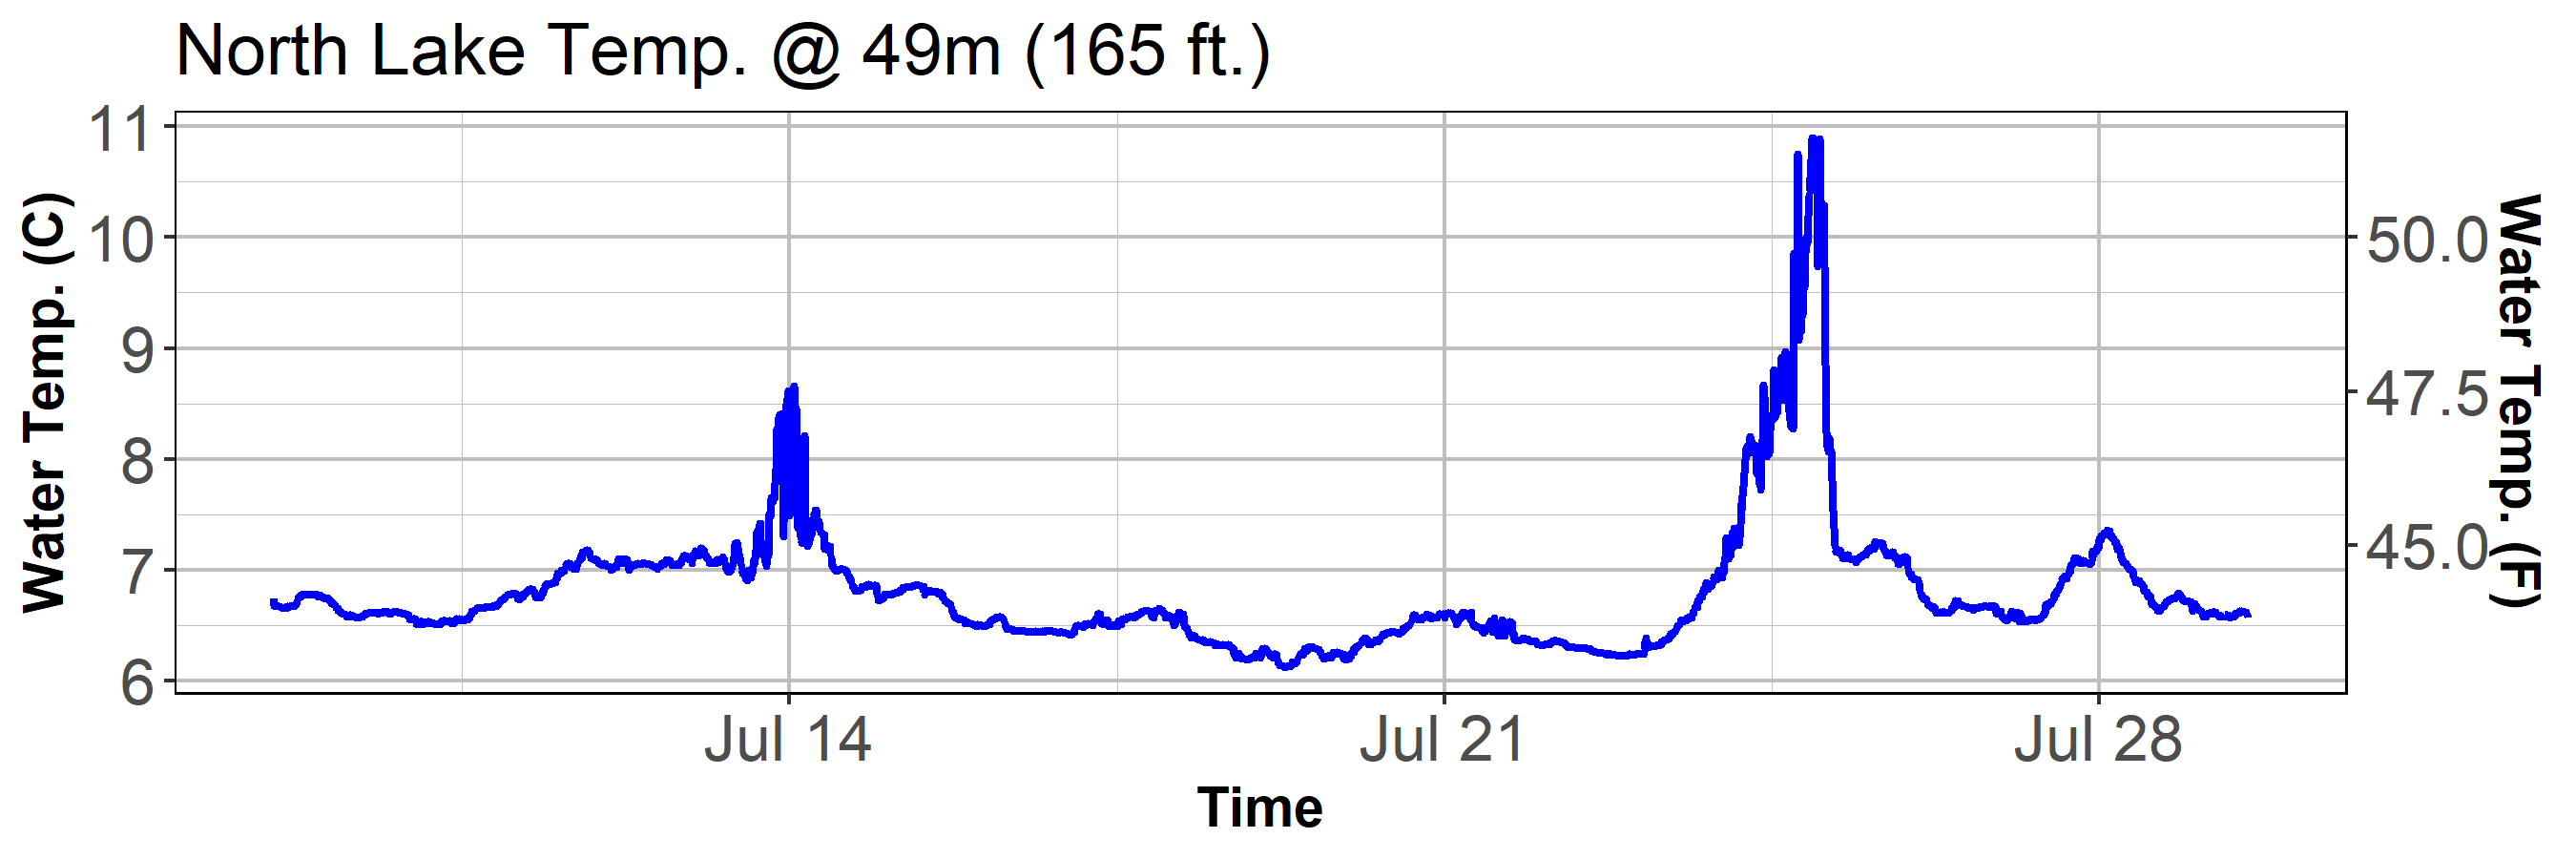 North Lake Temp. @ 49m (165 ft.)
Water Temp. (C)
11
10
9
8
7
6
50.0
47.5
45.0
Water Temp. (F)
Jul 14
Jul 21
Jul 28
Time